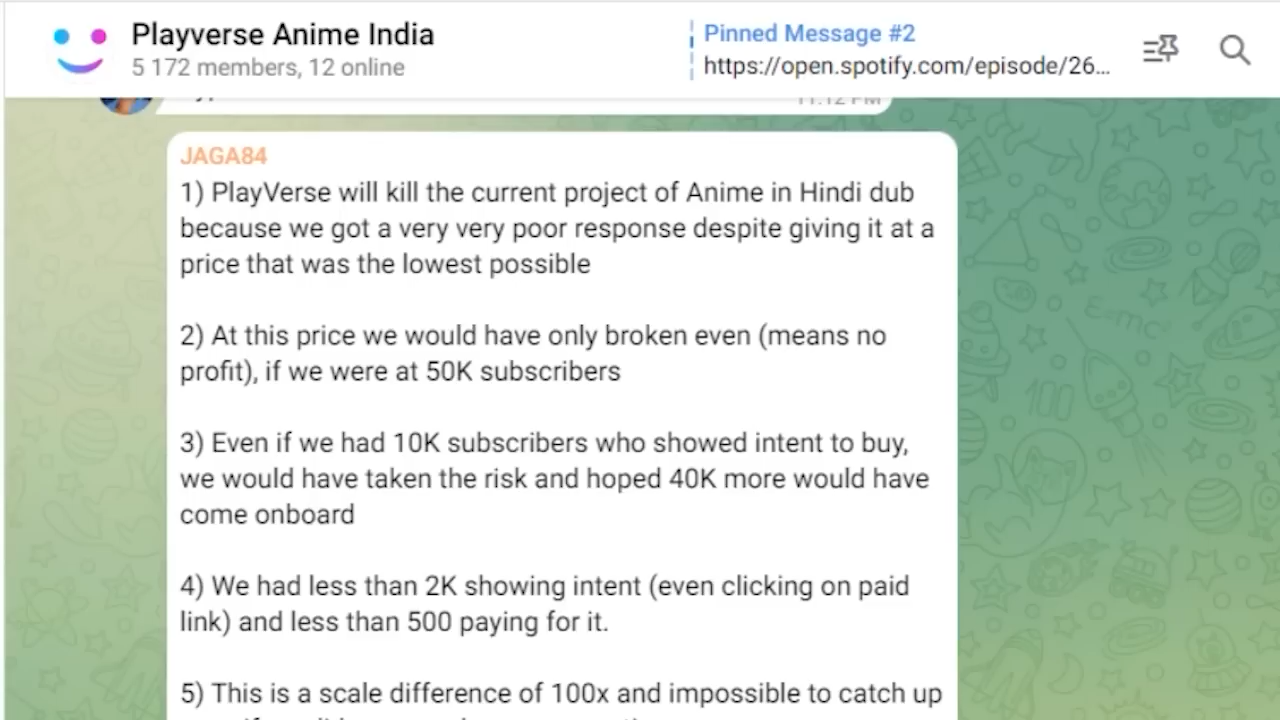 Playverse Anime India
5 172 members, 12 online
Pinned Message #2
https://open.spotify.com/episode/26...
11:12 PM
JAGA84
1) PlayVerse will kill the current project of Anime in Hindi dub
because we got a very very poor response despite giving it at a
price that was the lowest possible
2) At this price we would have only broken even (means no
profit), if we were at 50K subscribers
3) Even if we had 10K subscribers who showed intent to buy,
we would have taken the risk and hoped 40K more would have
come onboard
4) We had less than 2K showing intent (even clicking on paid
link) and less than 500 paying for it.
5) This is a scale difference of 100x and impossible to catch up